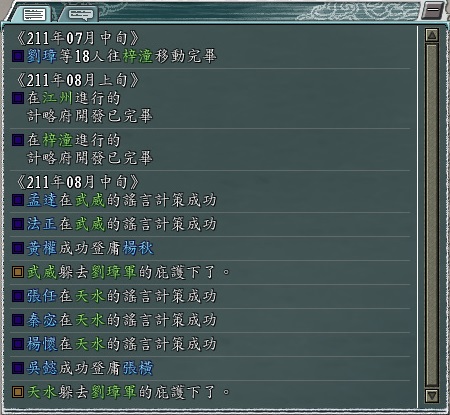 《211年07月中旬》
劉璋等18人往梓潼移動完畢
《211年08月上旬》
在江州進行的
計略府開發已完畢
在梓潼進行的
計略府開發已完畢
《211年08月中旬》
孟達在武威的謠言計策成功
法正在武威的謠言計策成功
黃權成功登庸楊秋
武威躲去劉璋軍的庇護下了。
張任在天水的謠言計策成功
秦宓在天水的謠言計策成功
楊懷在天水的謠言計策成功
吳懿成功登庸張橫
天水躲去劉璋軍的庇護下了。